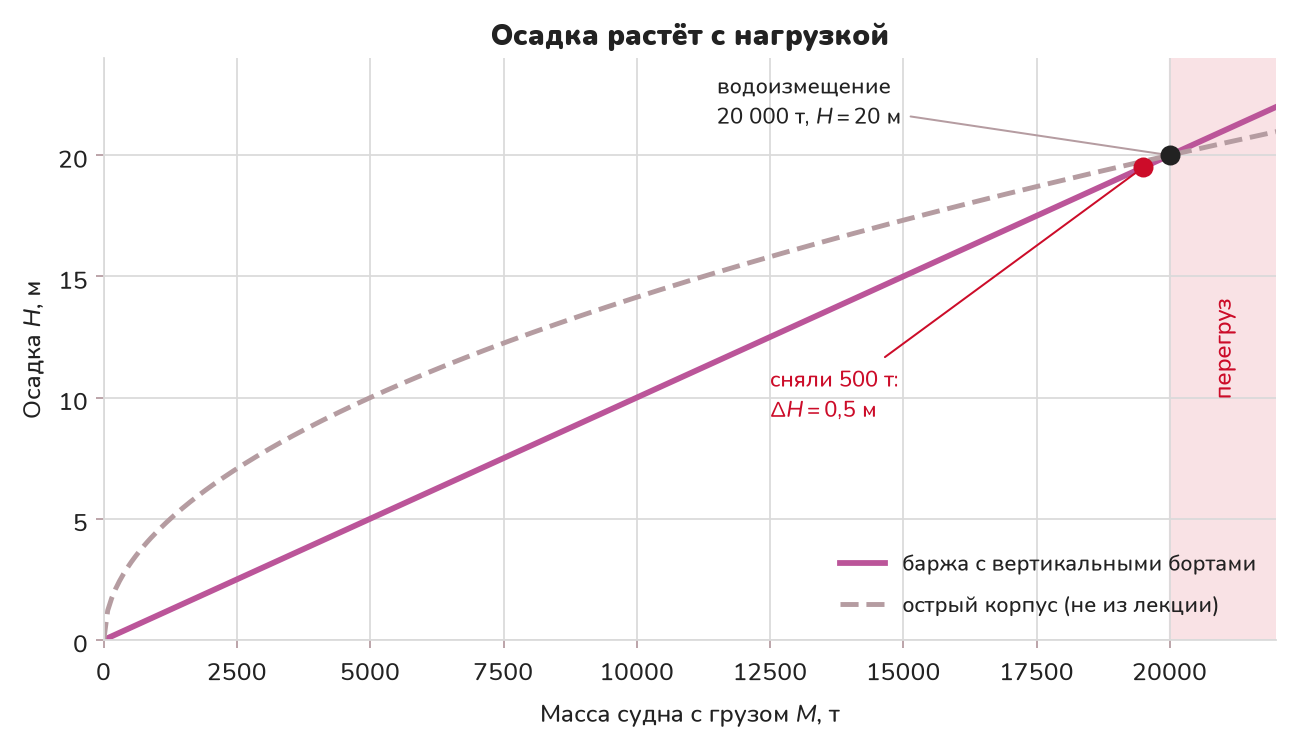 Осадка растёт с нагрузкой
водоизмещение
20 000 т, H = 20 м
сняли 500 т:
ΔH = 0,5 м
перегруз
баржа с вертикальными бортами
острый корпус (не из лекции)
Осадка H, м
20
15
10
5
0
0 2500 5000 7500 10000 12500 15000 17500 20000
Масса судна с грузом M, т